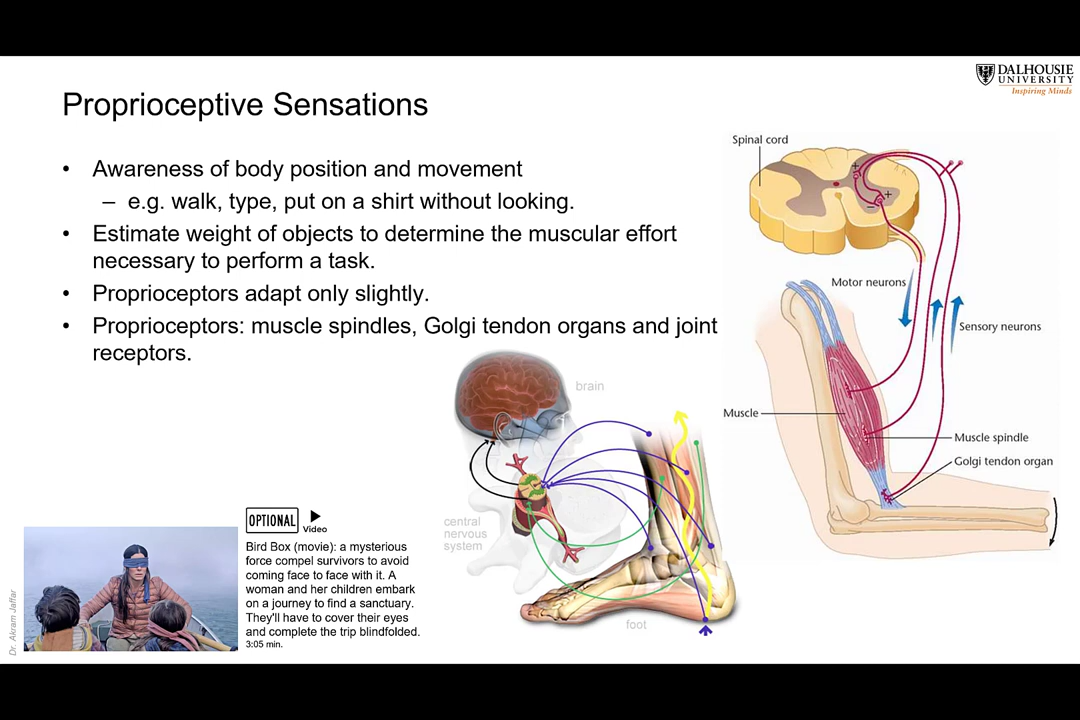 DALHOUSIE
UNIVERSITY
Inspiring Minds
Proprioceptive Sensations
• Awareness of body position and movement
– e.g. walk, type, put on a shirt without looking.
• Estimate weight of objects to determine the muscular effort
necessary to perform a task.
• Proprioceptors adapt only slightly.
• Proprioceptors: muscle spindles, Golgi tendon organs and joint
receptors.
Spinal cord
+
+
–
Motor neurons
Sensory neurons
Muscle
Muscle spindle
Golgi tendon organ
brain
central
nervous
system
foot
OPTIONAL
Video
Bird Box (movie): a mysterious
force compel survivors to avoid
coming face to face with it. A
woman and her children embark
on a journey to find a sanctuary.
They'll have to cover their eyes
and complete the trip blindfolded.
3:05 min.
Dr. Akram Jaffar